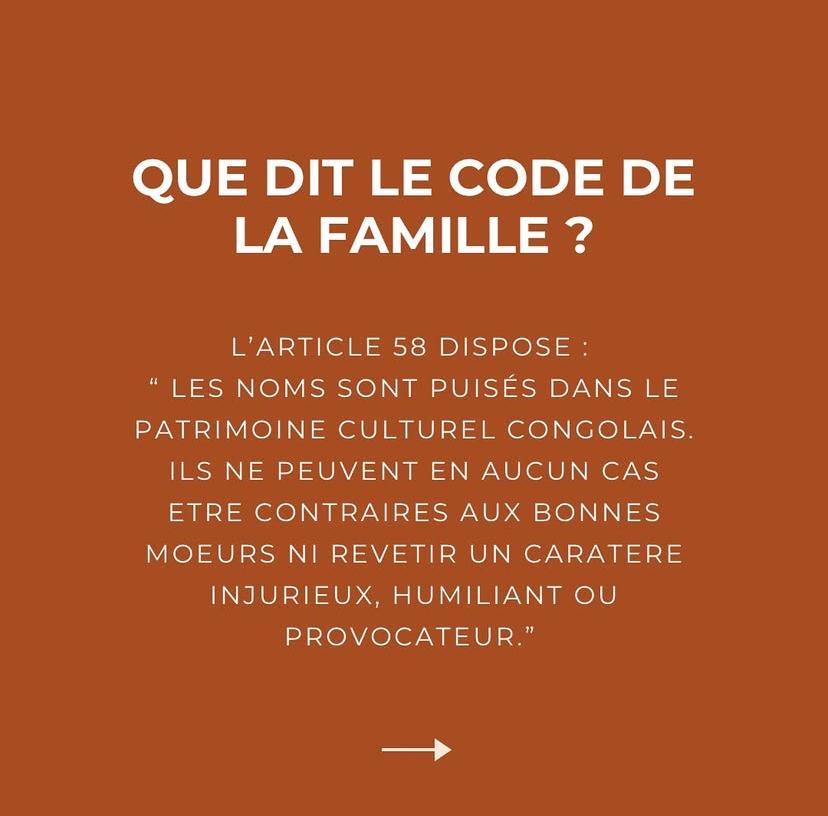 QUE DIT LE CODE DE
LA FAMILLE ?
L’ARTICLE 58 DISPOSE :
“ LES NOMS SONT PUISÉS DANS LE
PATRIMOINE CULTUREL CONGOLAIS.
ILS NE PEUVENT EN AUCUN CAS
ETRE CONTRAIRES AUX BONNES
MOEURS NI REVETIR UN CARATERE
INJURIEUX, HUMILIANT OU
PROVOCATEUR.”